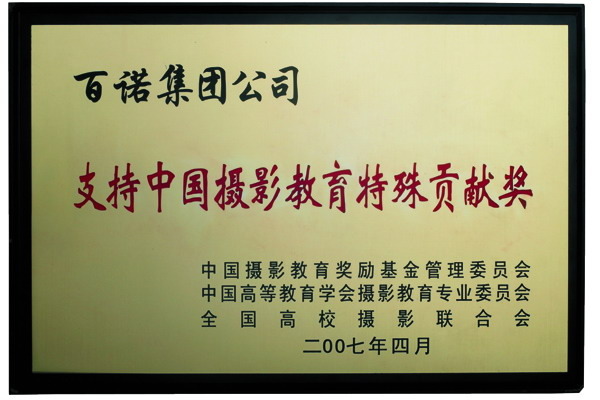 百诺集团公司
支持中国摄影教育特殊贡献奖
中国摄影教育奖励基金管理委员会
中国高等教育学会摄影教育专业委员会
全国高校摄影联合会
二00七年四月